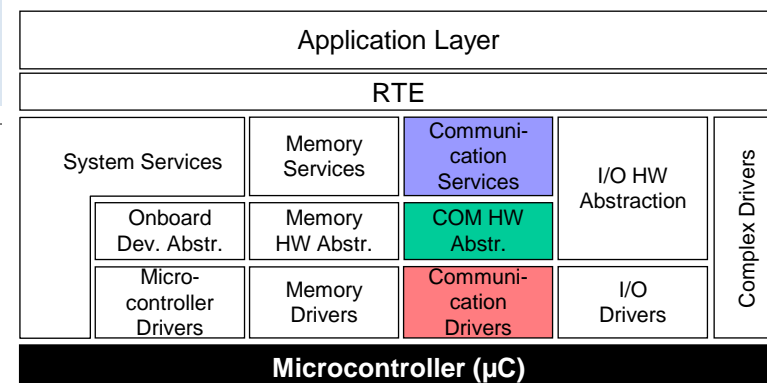 Application Layer
RTE
System Services
Memory
Services
Communi-
cation
Services
I/O HW
Abstraction
Complex Drivers
Onboard
Dev. Abstr.
Memory
HW Abstr.
COM HW
Abstr.
Micro-
controller
Drivers
Memory
Drivers
Communi-
cation
Drivers
I/O
Drivers
Microcontroller (µC)